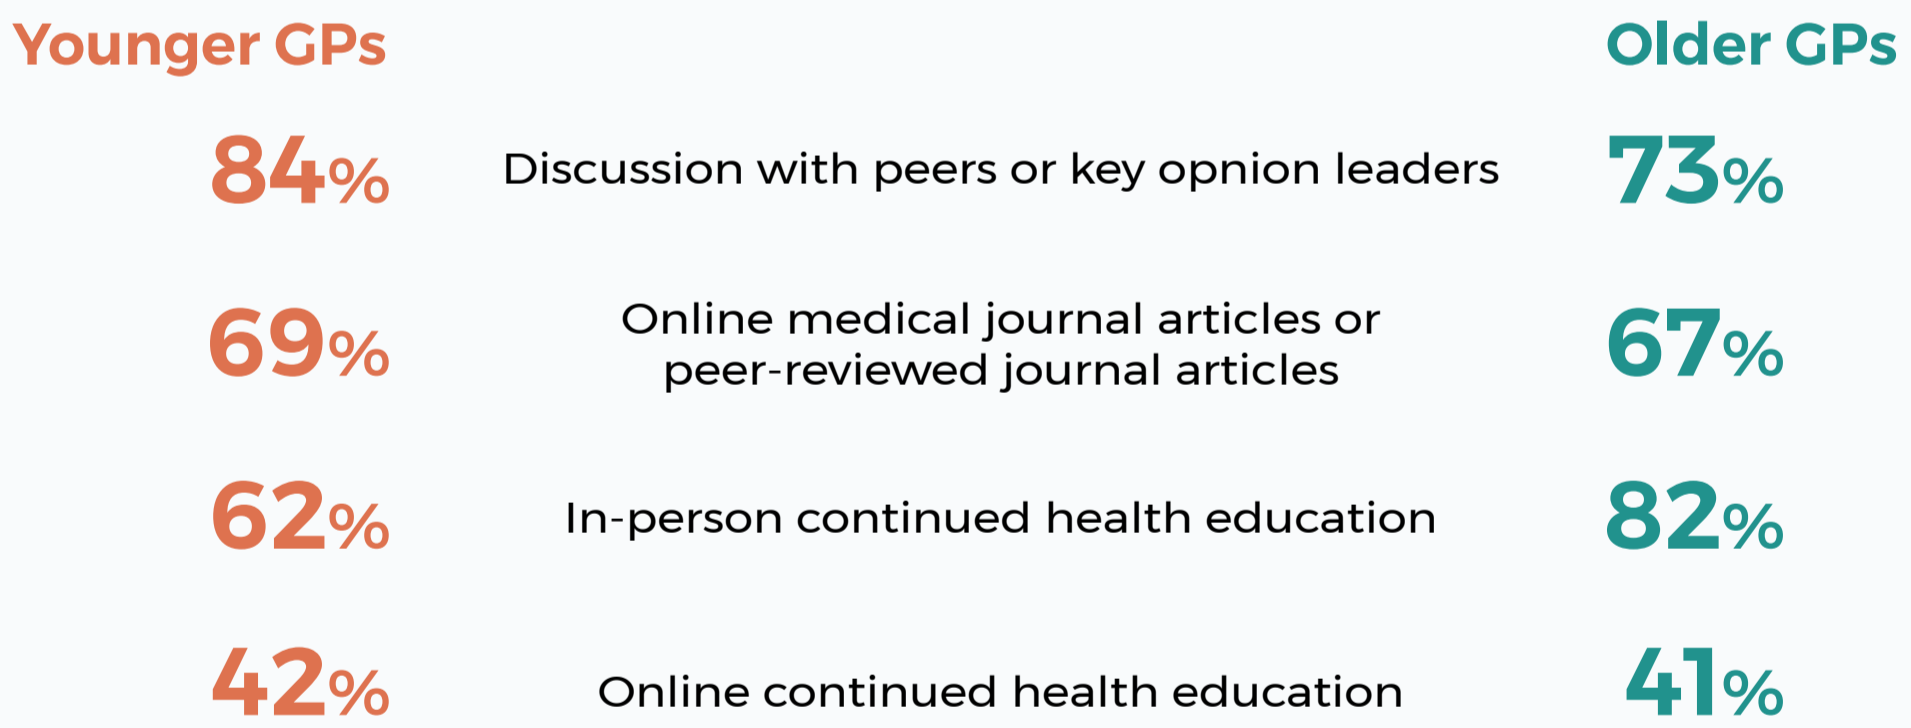 Younger GPs
Older GPs
84%
Discussion with peers or key opnion leaders
73%
69%
Online medical journal articles or
peer-reviewed journal articles
67%
62%
In-person continued health education
82%
42%
Online continued health education
41%